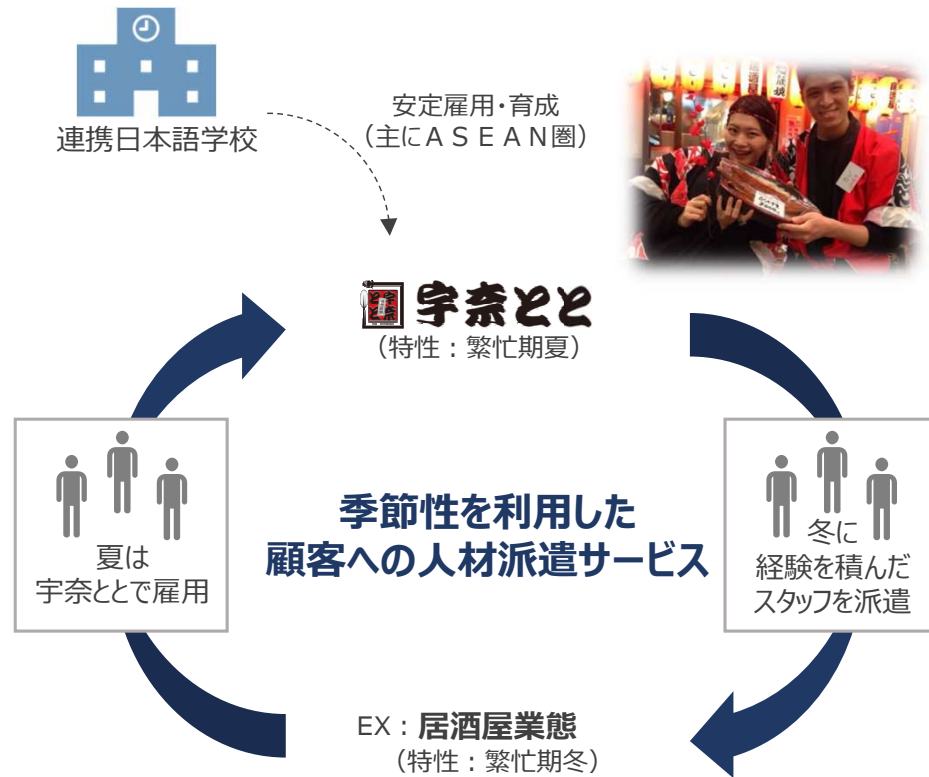 連携日本語学校
安定雇用・育成
（主にＡＳＥＡＮ圏）
宇奈とと
（特性：繁忙期夏）
夏は
宇奈ととで雇用
季節性を利用した
顧客への人材派遣サービス
冬に
経験を積んだ
スタッフを派遣
EX：居酒屋業態
（特性：繁忙期冬）